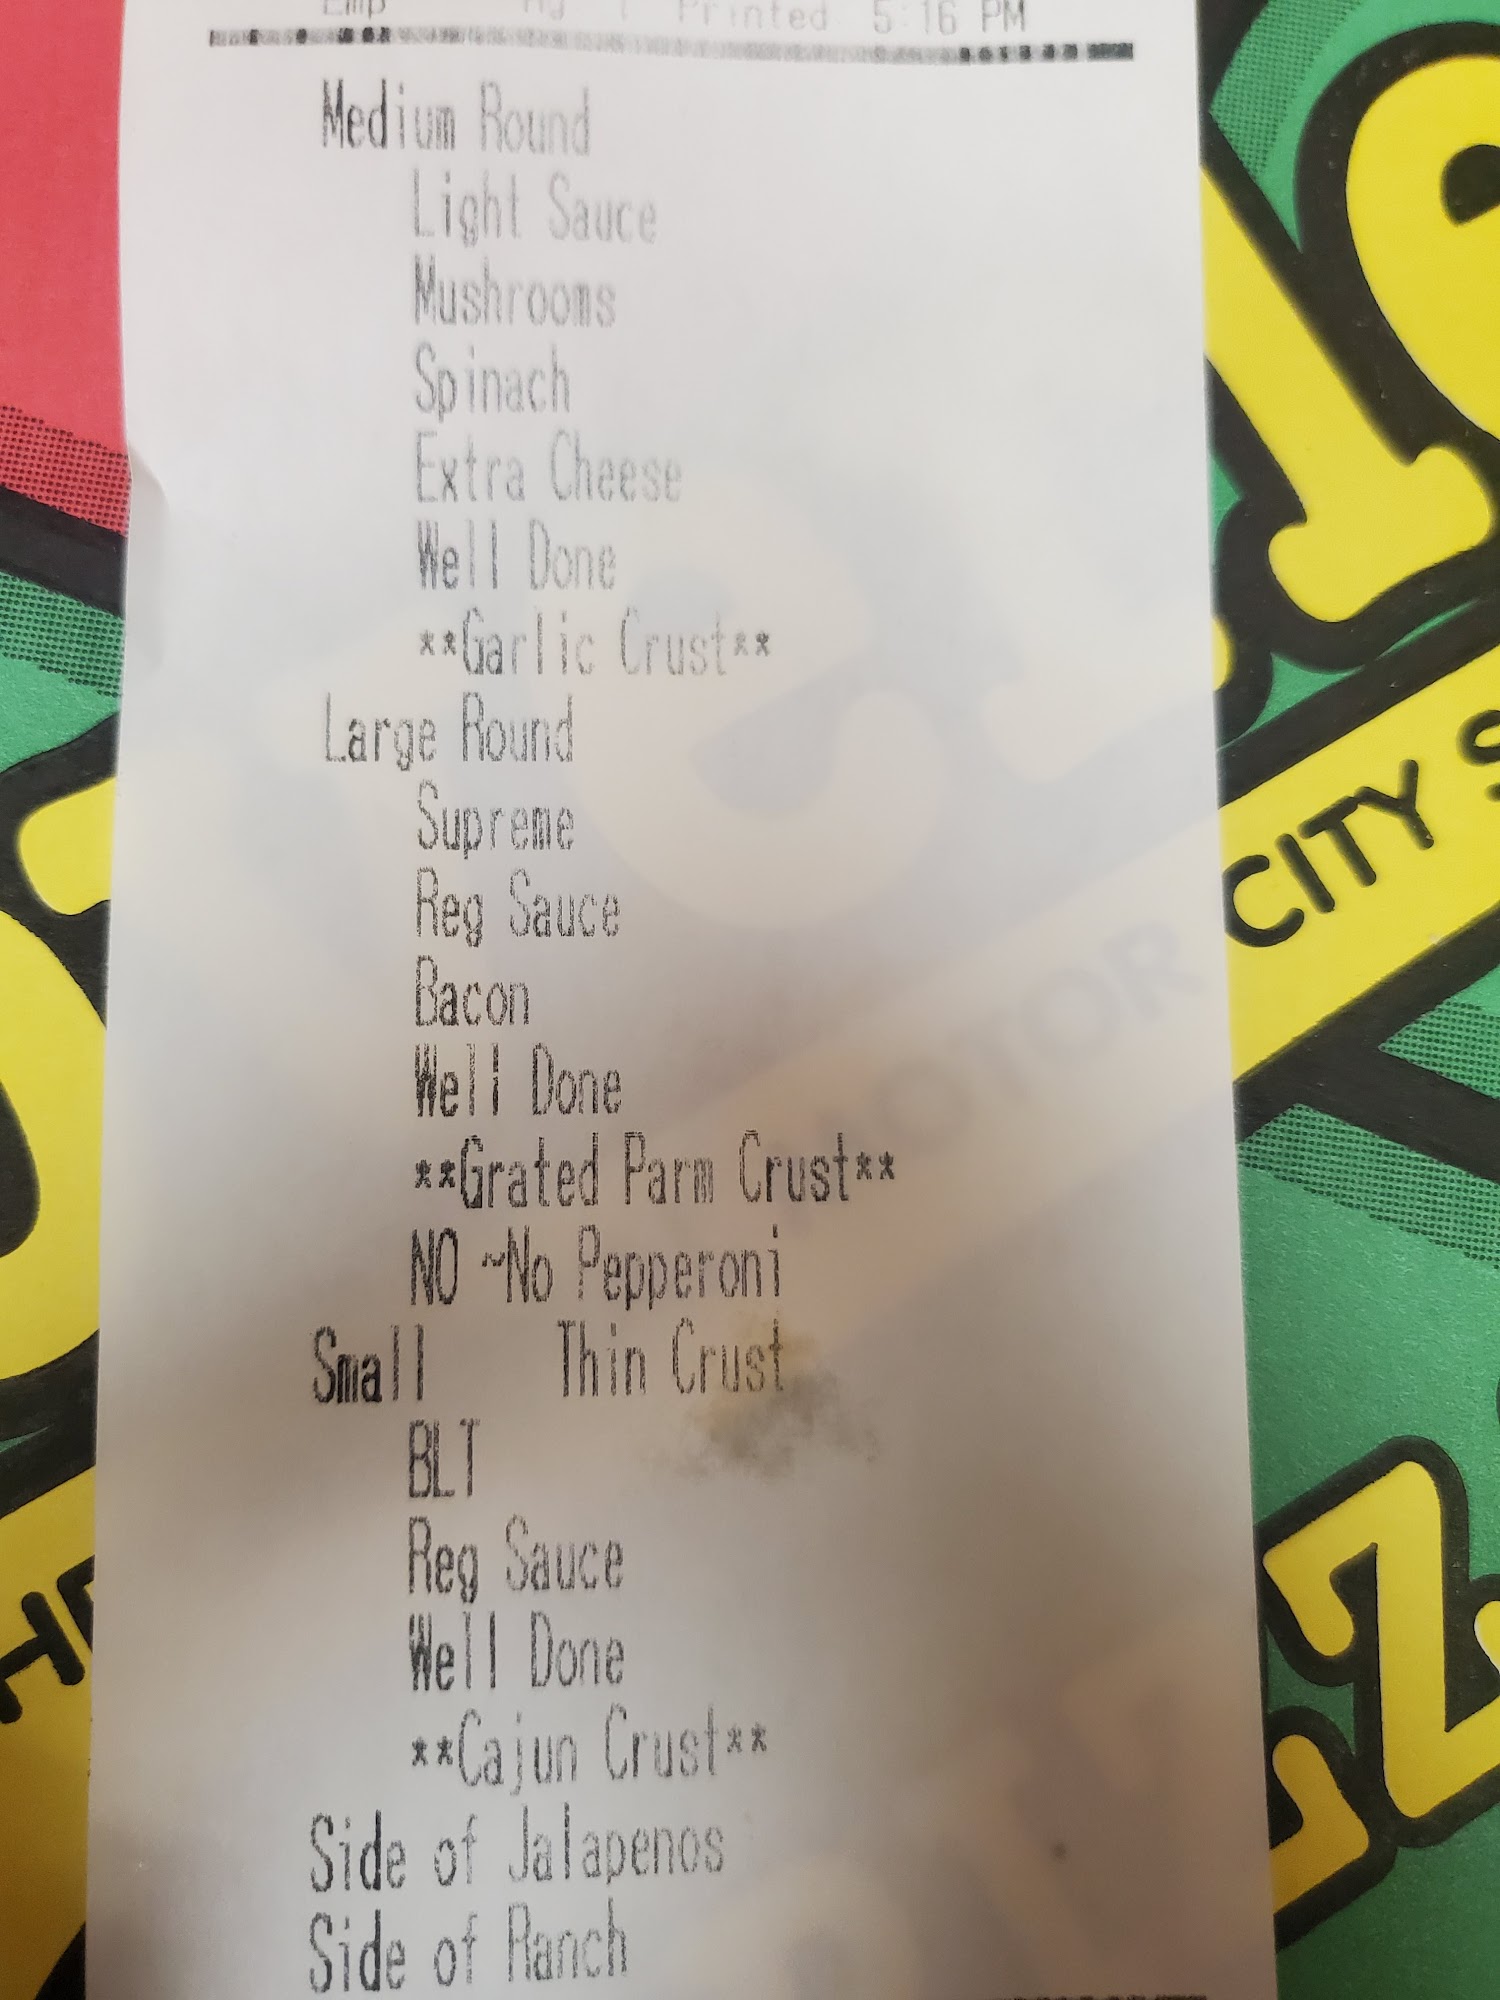 Emp Printed 5:16 PM
Medium Round
Light Sauce
Mushrooms
Spinach
Extra Cheese
Well Done
**Garlic Crust**
Large Round
Supreme
Reg Sauce
Bacon
Well Done
**Grated Parm Crust**
NO ~No Pepperoni
Small Thin Crust
BLT
Reg Sauce
Well Done
**Cajun Crust**
Side of Jalapenos
Side of Ranch
MOTOR CITY